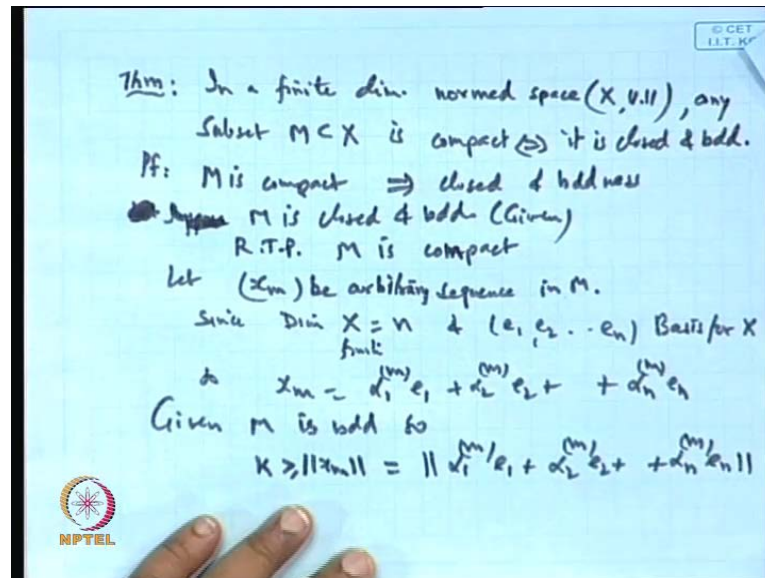 © CET
I.I.T. KG
Thm: In a finite dim. normed space (X, ||.||), any
Subset M ⊂ X is compact ⇔ it is closed & bdd.
Pf: M is compact ⇒ closed & bddness
M is closed & bdd. (Given)
R.T.P. M is compact
Let (xₘ) be arbitrary sequence in M.
Since Dim X = n & (e₁, e₂ .. eₙ) Basis for X
finite
so xₘ = α₁⁽ᵐ⁾e₁ + α₂⁽ᵐ⁾e₂ + + αₙ⁽ᵐ⁾eₙ
Given M is bdd so
K ≥ ||xₘ|| = || α₁⁽ᵐ⁾e₁ + α₂⁽ᵐ⁾e₂ + + αₙ⁽ᵐ⁾eₙ ||
NPTEL